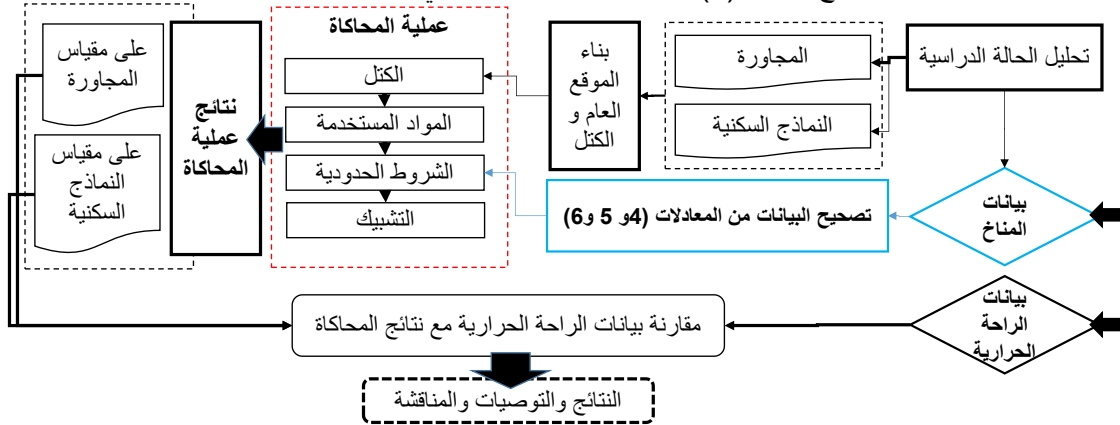 عملية المحاكاة
تحليل الحالة الدراسية
المجاورة
النماذج السكنية
بناء
الموقع
العام و
الكتل
الكتل
المواد المستخدمة
الشروط الحدودية
التشبيك
نتائج
عملية
المحاكاة
على مقياس
المجاورة
على مقياس
النماذج
السكنية
بيانات
المناخ
تصحيح البيانات من المعادلات (4و 5 و6)
بيانات
الراحة
الحرارية
مقارنة بيانات الراحة الحرارية مع نتائج المحاكاة
النتائج والتوصيات والمناقشة